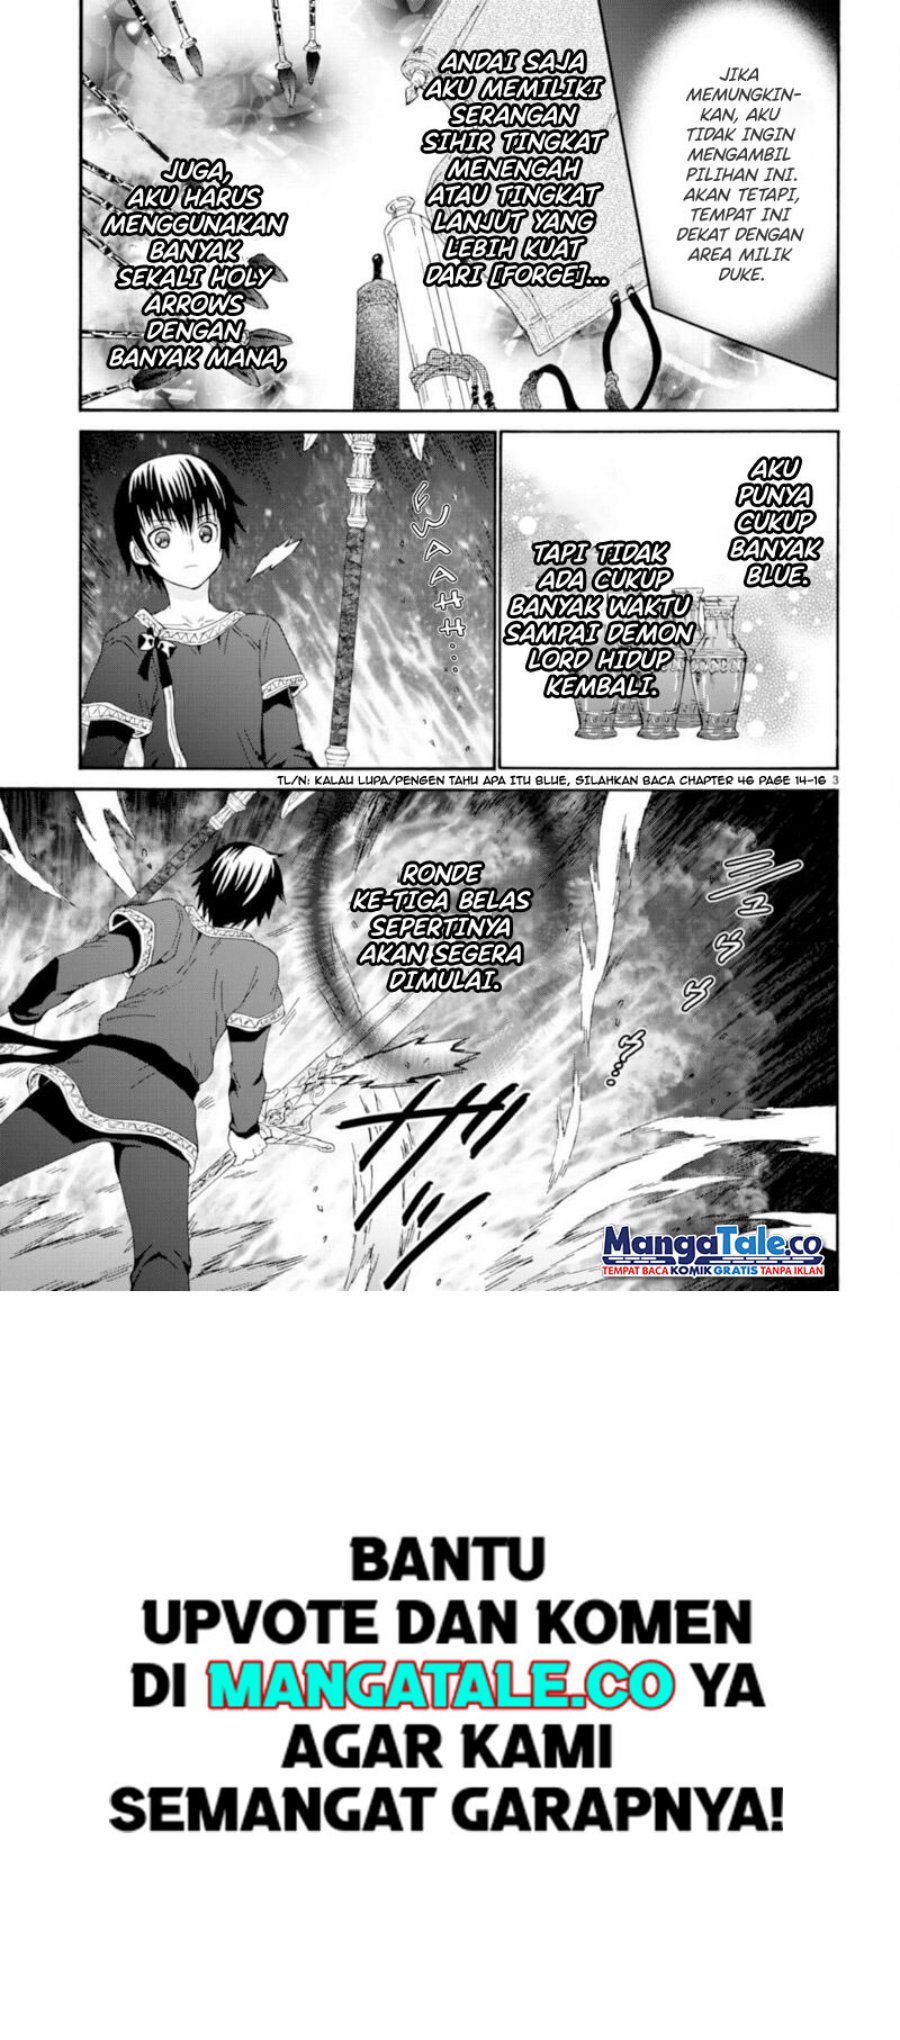 JIKA
MEMUNGKIN-
KAN, AKU
TIDAK INGIN
MENGAMBIL
PILIHAN INI.
AKAN TETAPI,
TEMPAT INI
DEKAT DENGAN
AREA MILIK
DUKE.
ANDAI SAJA
AKU MEMILIKI
SERANGAN
SIHIR TINGKAT
MENENGAH
ATAU TINGKAT
LANJUT YANG
LEBIH KUAT
DARI [FORGE]...
JUGA,
AKU HARUS
MENGGUNAKAN
BANYAK
SEKALI HOLY
ARROWS
DENGAN
BANYAK MANA,
AKU
PUNYA
CUKUP
BANYAK
BLUE.
TAPI TIDAK
ADA CUKUP
BANYAK WAKTU
SAMPAI DEMON
LORD HIDUP
KEMBALI.
FWAAHH...
TL/N: KALAU LUPA/PENGEN TAHU APA ITU BLUE, SILAHKAN BACA CHAPTER 46 PAGE 14-16 3
RONDE
KE-TIGA BELAS
SEPERTINYA
AKAN SEGERA
DIMULAI.
ザッ
MangaTale.co
TEMPAT BACA KOMIK GRATIS TANPA IKLAN
BANTU
UPVOTE DAN KOMEN
DI MANGATALE.CO YA
AGAR KAMI
SEMANGAT GARAPNYA!